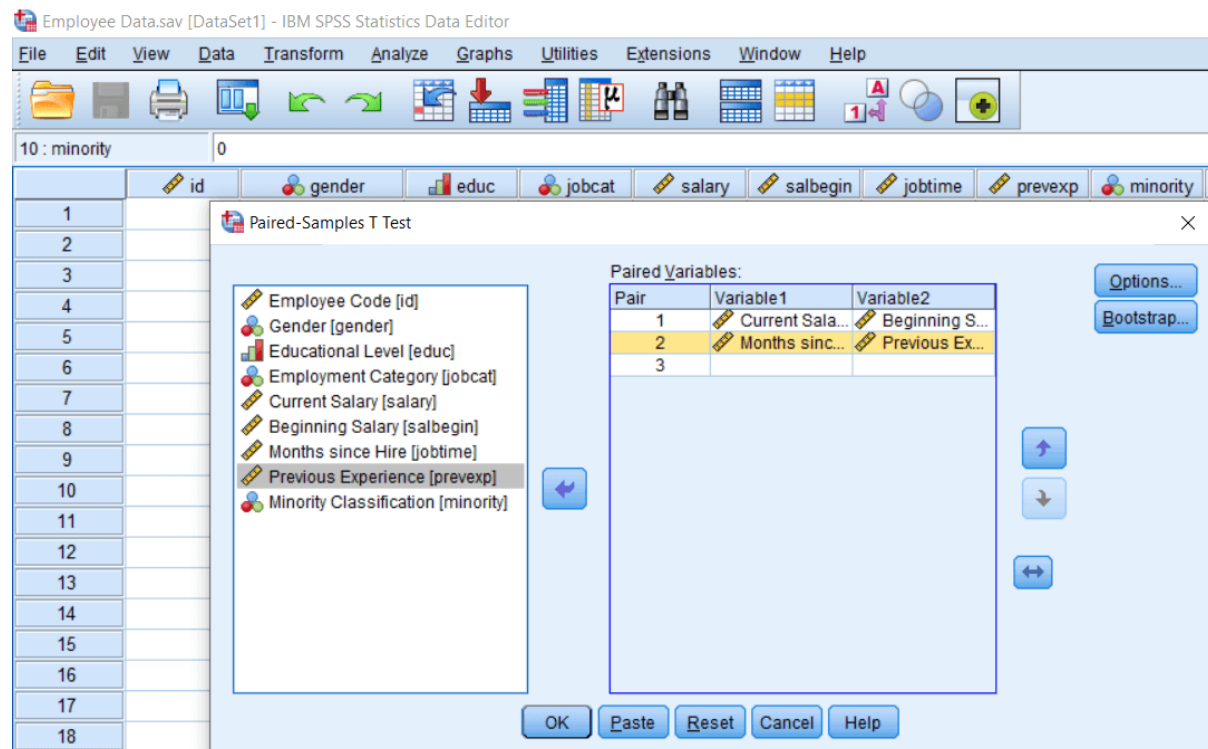 Employee Data.sav [DataSet1] - IBM SPSS Statistics Data Editor
File Edit View Data Transform Analyze Graphs Utilities Extensions Window Help
10 : minority 0
id gender educ jobcat salary salbegin jobtime prevexp minority
1
2
3
4
5
6
7
8
9
10
11
12
13
14
15
16
17
18
Paired-Samples T Test
Employee Code [id]
Gender [gender]
Educational Level [educ]
Employment Category [jobcat]
Current Salary [salary]
Beginning Salary [salbegin]
Months since Hire [jobtime]
Previous Experience [prevexp]
Minority Classification [minority]
Paired Variables:
Pair Variable1 Variable2
1 Current Sala... Beginning S...
2 Months sinc... Previous Ex...
3
Options...
Bootstrap...
OK Paste Reset Cancel Help